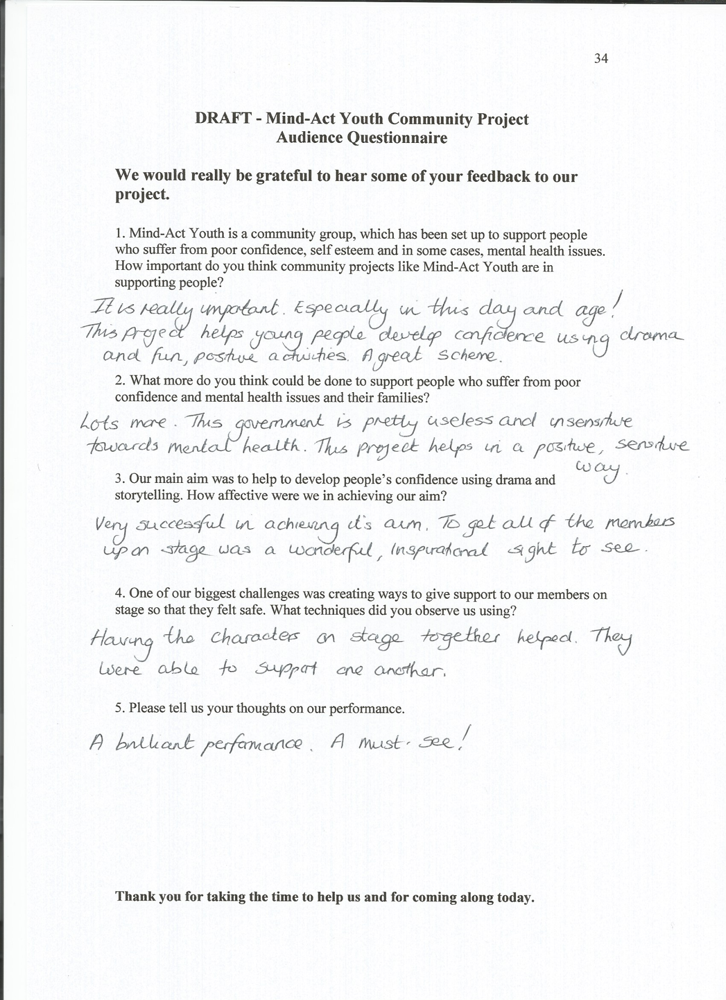 34
DRAFT - Mind-Act Youth Community Project
Audience Questionnaire
We would really be grateful to hear some of your feedback to our
project.
1. Mind-Act Youth is a community group, which has been set up to support people
who suffer from poor confidence, self esteem and in some cases, mental health issues.
How important do you think community projects like Mind-Act Youth are in
supporting people?
It is really important. Especially in this day and age!
This project helps young people develop confidence using drama
and fun, positive activities. A great scheme.
2. What more do you think could be done to support people who suffer from poor
confidence and mental health issues and their families?
Lots more. This government is pretty useless and insensitive
towards mental health. This project helps in a positive, sensitive
way.
3. Our main aim was to help to develop people's confidence using drama and
storytelling. How affective were we in achieving our aim?
Very successful in achieving it's aim. To get all of the members
up on stage was a wonderful, inspirational sight to see.
4. One of our biggest challenges was creating ways to give support to our members on
stage so that they felt safe. What techniques did you observe us using?
Having the characters on stage together helped. They
were able to support one another.
5. Please tell us your thoughts on our performance.
A brilliant performance. A must-see!
Thank you for taking the time to help us and for coming along today.